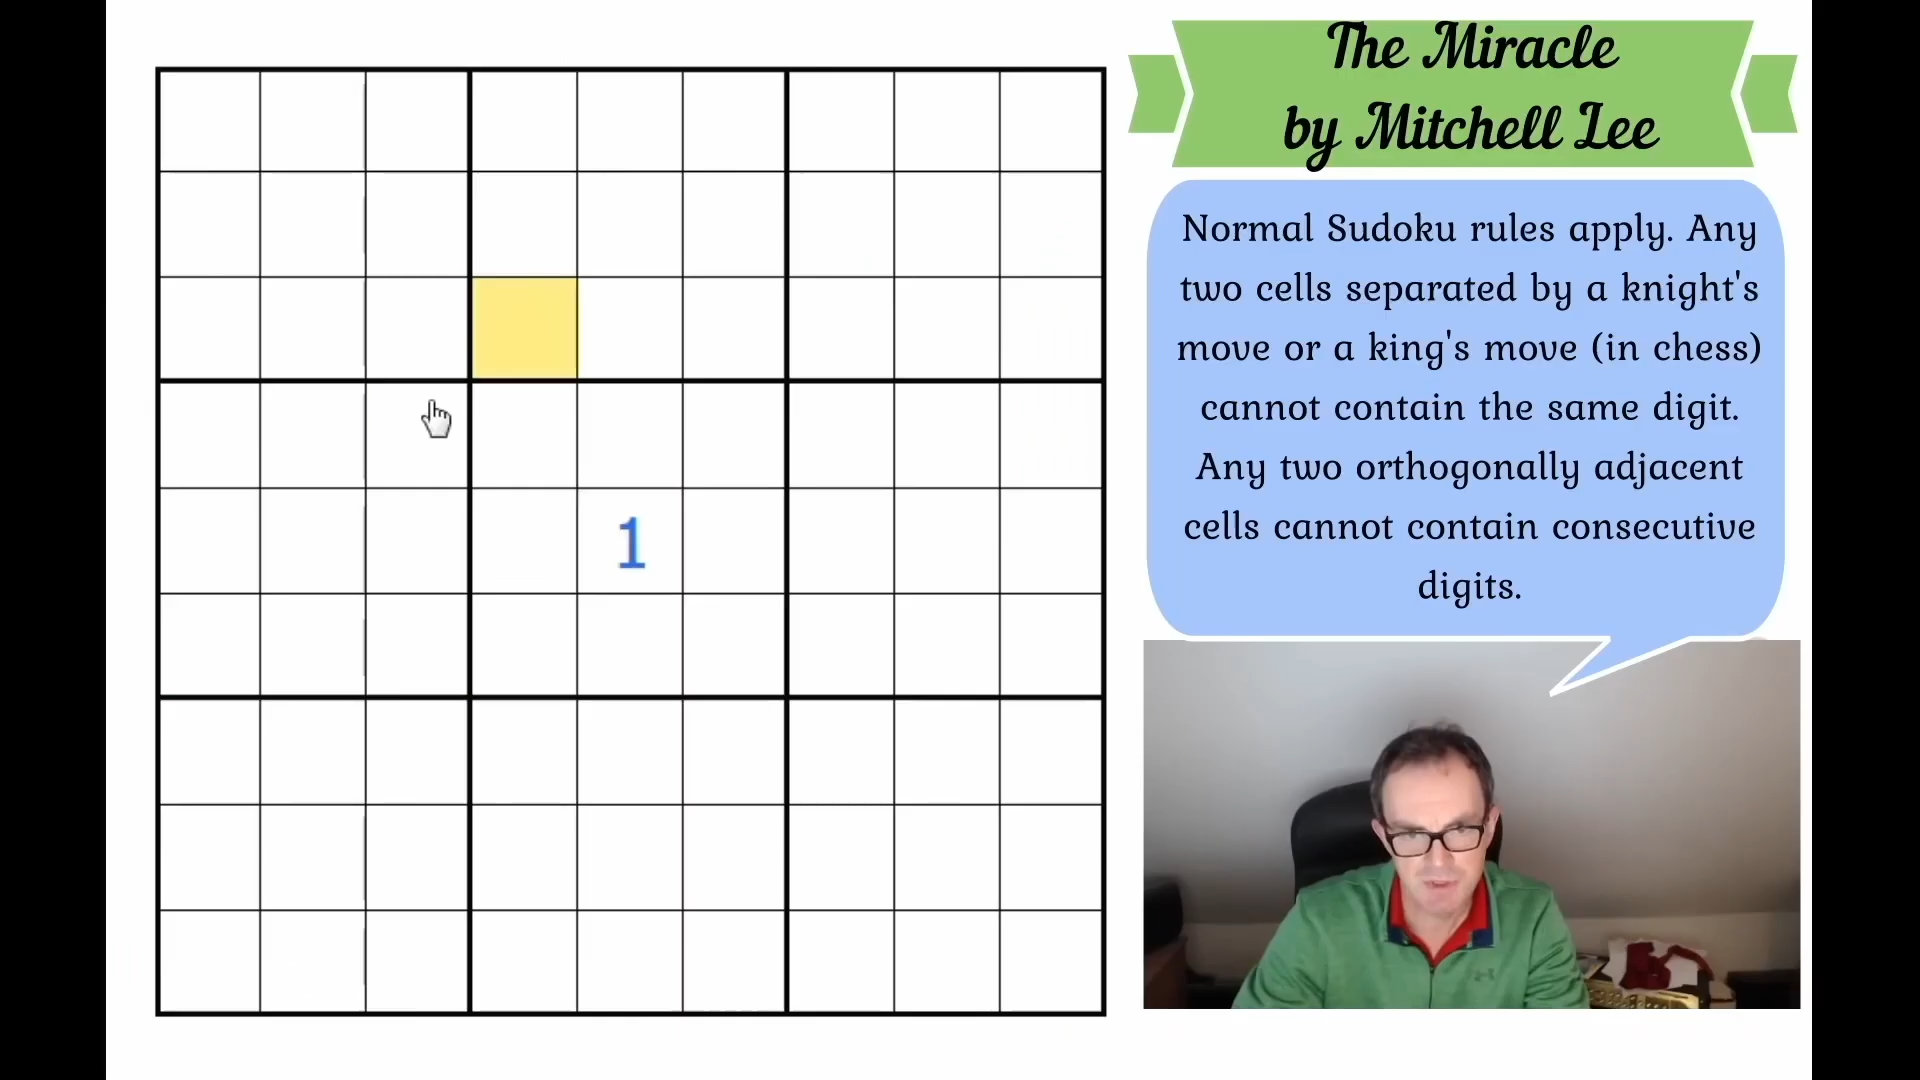 The Miracle
by Mitchell Lee
Normal Sudoku rules apply. Any
two cells separated by a knight's
move or a king's move (in chess)
cannot contain the same digit.
Any two orthogonally adjacent
cells cannot contain consecutive
digits.
1